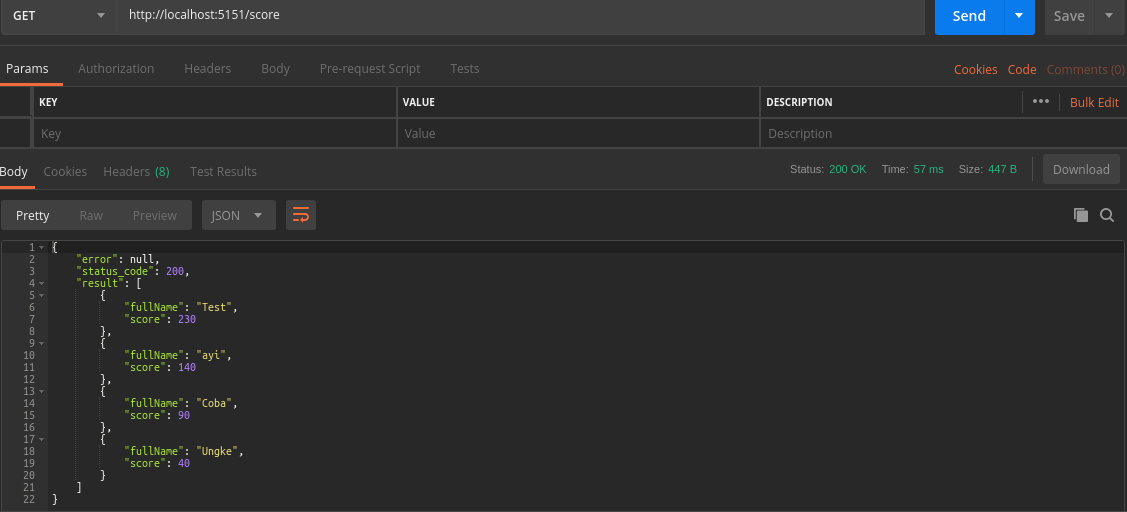 GET http://localhost:5151/score Send Save
Params Authorization Headers Body Pre-request Script Tests Cookies Code Comments (0)
KEY VALUE DESCRIPTION ••• Bulk Edit
Key Value Description
Body Cookies Headers (8) Test Results Status: 200 OK Time: 57 ms Size: 447 B Download
Pretty Raw Preview JSON
1 {
2 "error": null,
3 "status_code": 200,
4 "result": [
5 {
6 "fullName": "Test",
7 "score": 230
8 },
9 {
10 "fullName": "ayi",
11 "score": 140
12 },
13 {
14 "fullName": "Coba",
15 "score": 90
16 },
17 {
18 "fullName": "Ungke",
19 "score": 40
20 }
21 ]
22 }